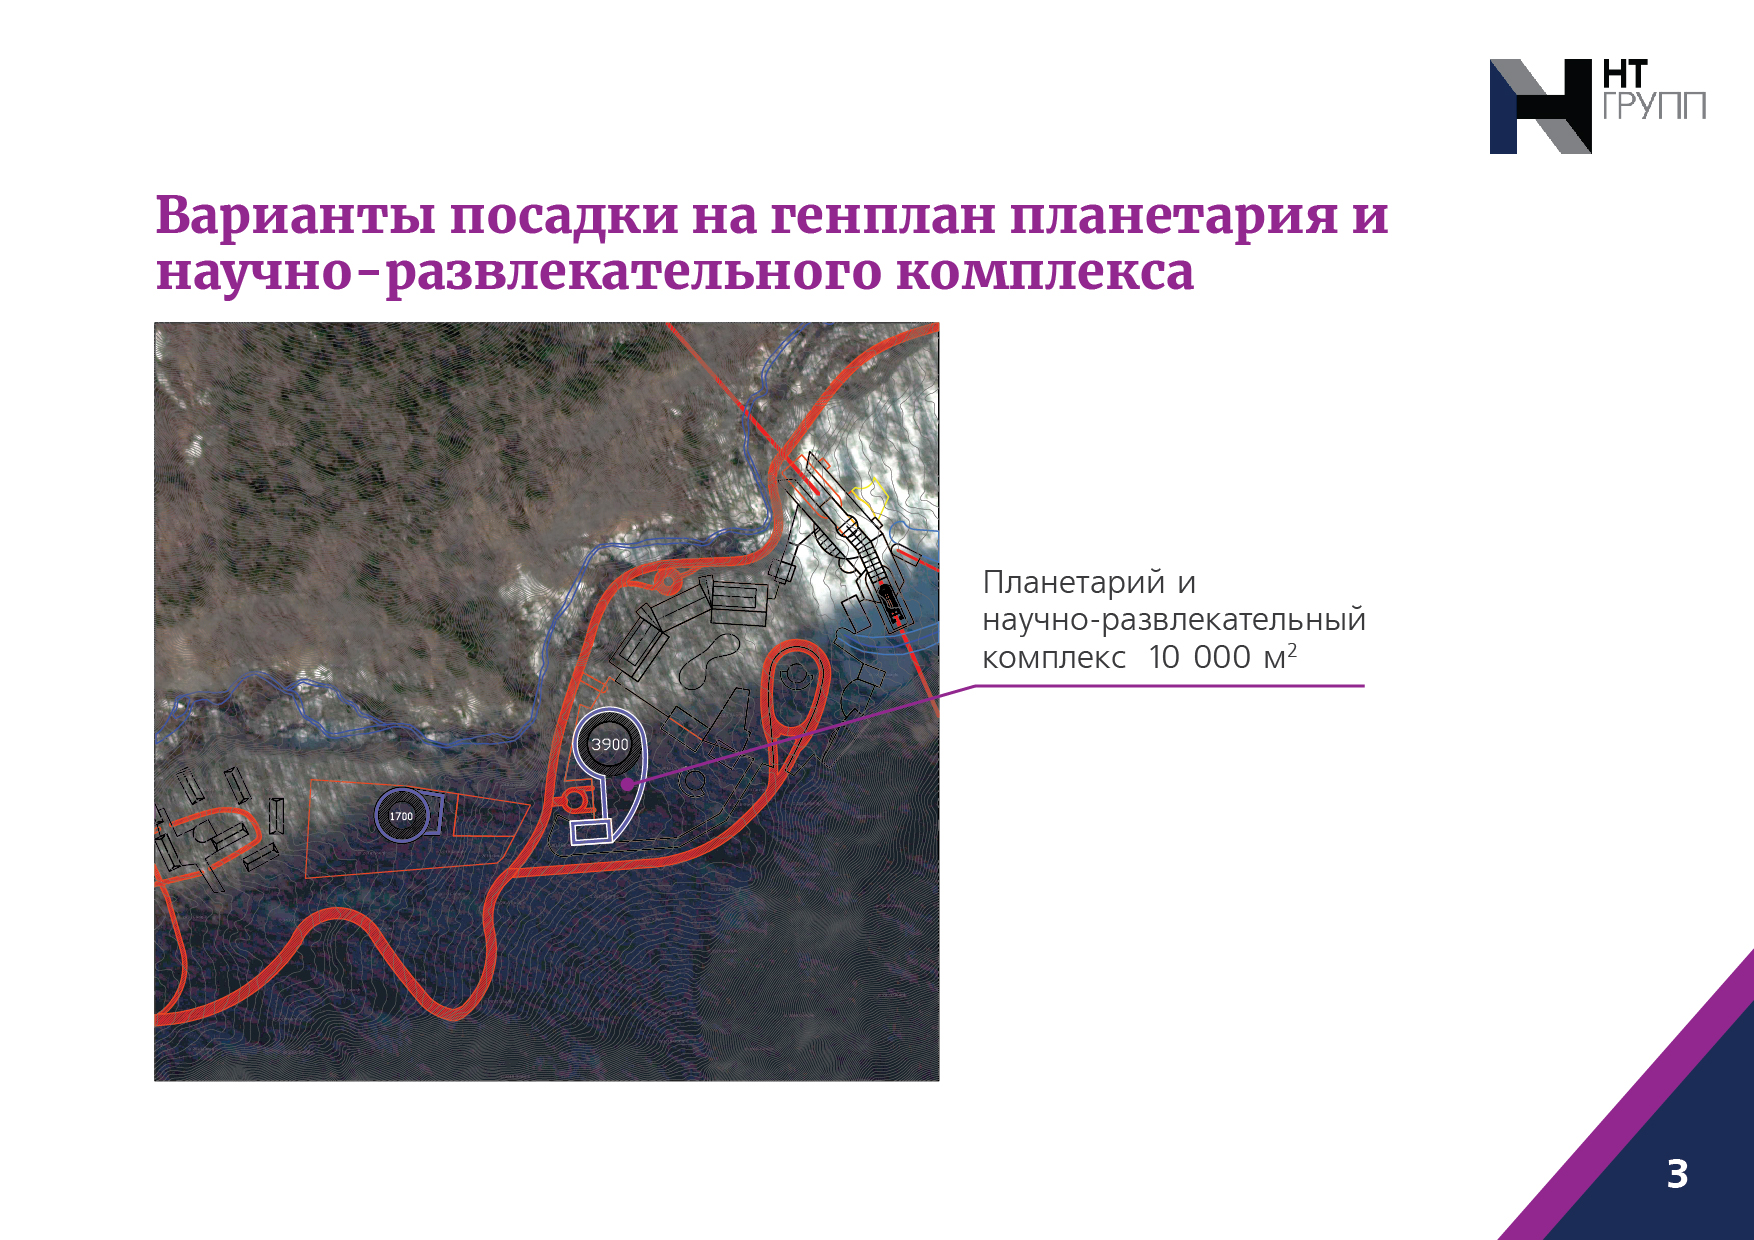 НТ
ГРУПП
Варианты посадки на генплан планетария и
научно-развлекательного комплекса
Планетарий и
научно-развлекательный
комплекс 10 000 м²
3900
1700
3